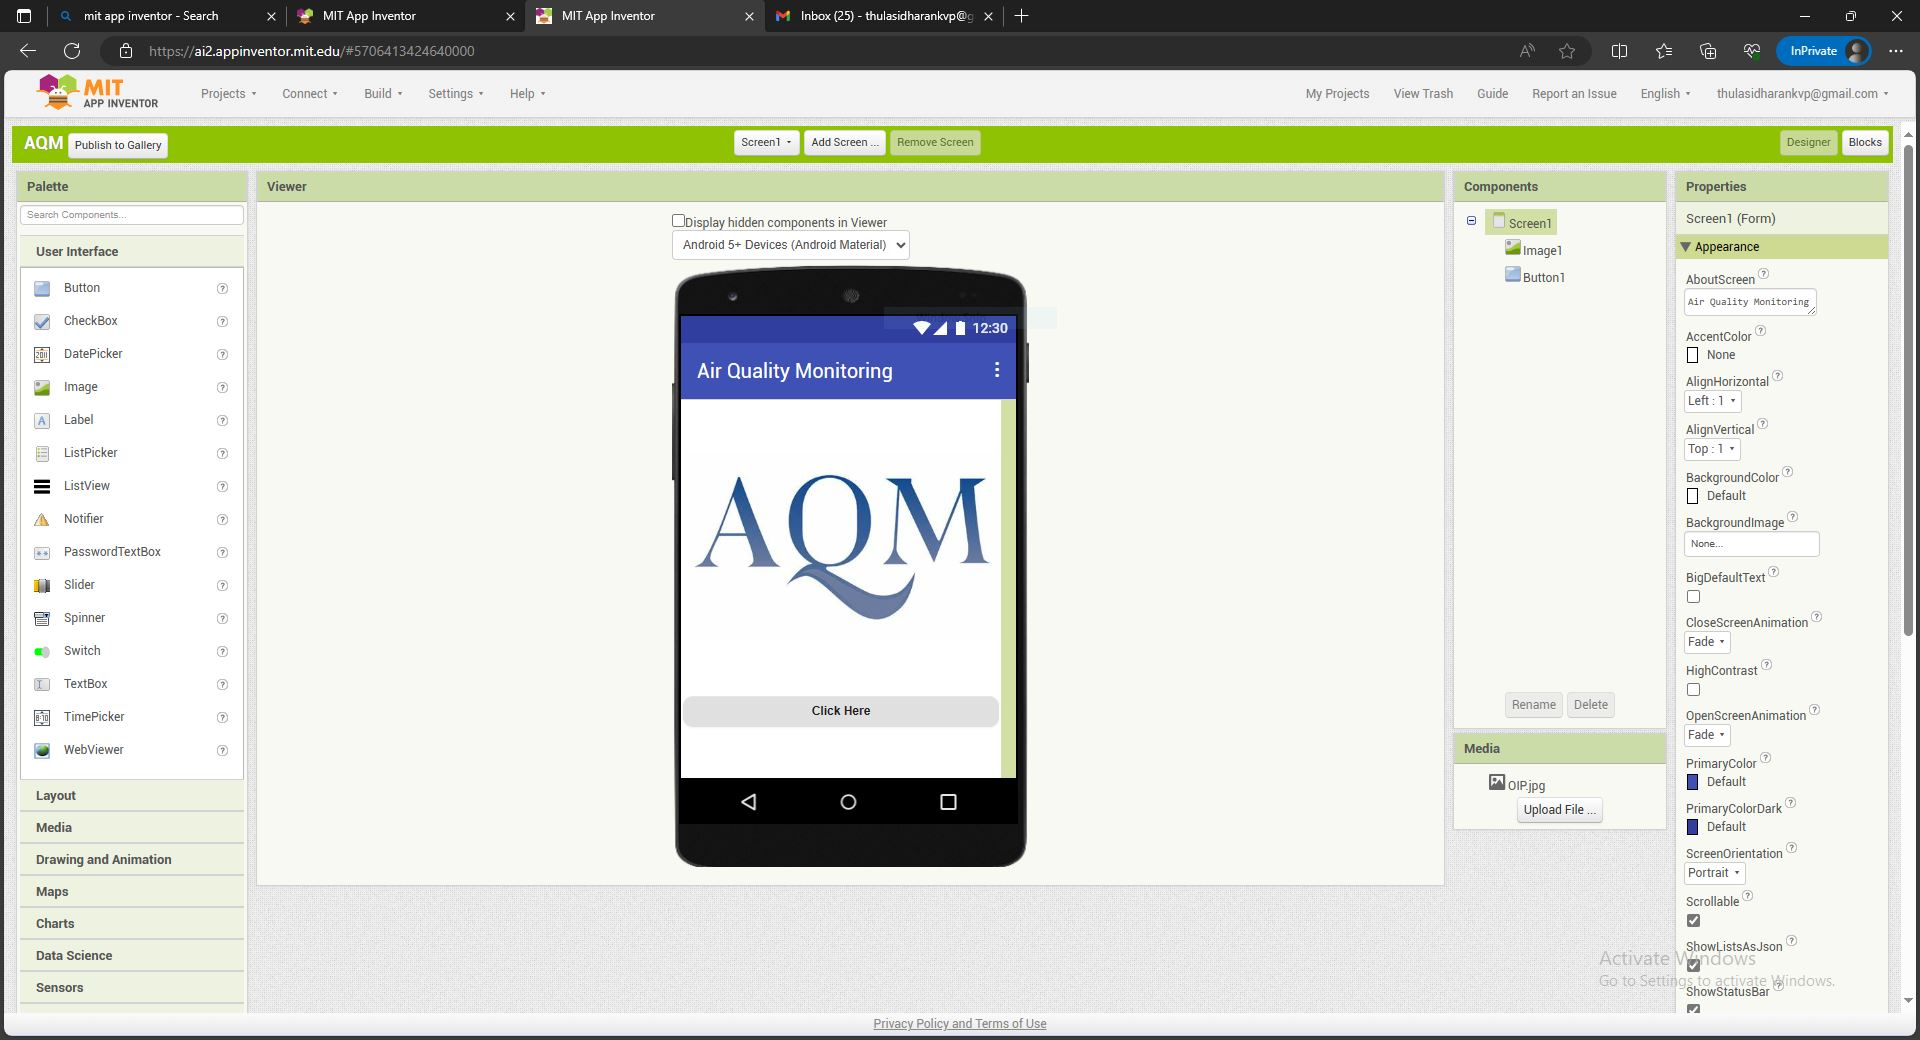 mit app inventor - Search
MIT App Inventor
MIT App Inventor
Inbox (25) - thulasidharankvp@g
https://ai2.appinventor.mit.edu/#5706413424640000
InPrivate
MIT
APP INVENTOR
Projects
Connect
Build
Settings
Help
My Projects
View Trash
Guide
Report an Issue
English
thulasidharankvp@gmail.com
AQM
Publish to Gallery
Screen1
Add Screen ...
Remove Screen
Designer
Blocks
Palette
Search Components...
User Interface
Button
CheckBox
DatePicker
Image
Label
ListPicker
ListView
Notifier
PasswordTextBox
Slider
Spinner
Switch
TextBox
TimePicker
WebViewer
Layout
Media
Drawing and Animation
Maps
Charts
Data Science
Sensors
Viewer
Display hidden components in Viewer
Android 5+ Devices (Android Material)
12:30
Air Quality Monitoring
AQM
Click Here
Components
Screen1
Image1
Button1
Rename
Delete
Media
OIP.jpg
Upload File ...
Properties
Screen1 (Form)
Appearance
AboutScreen
Air Quality Monitoring
AccentColor
None
AlignHorizontal
Left : 1
AlignVertical
Top : 1
BackgroundColor
Default
BackgroundImage
None...
BigDefaultText
CloseScreenAnimation
Fade
HighContrast
OpenScreenAnimation
Fade
PrimaryColor
Default
PrimaryColorDark
Default
ScreenOrientation
Portrait
Scrollable
ShowListsAsJson
ShowStatusBar
Activate Windows
Go to Settings to activate Windows.
Privacy Policy and Terms of Use